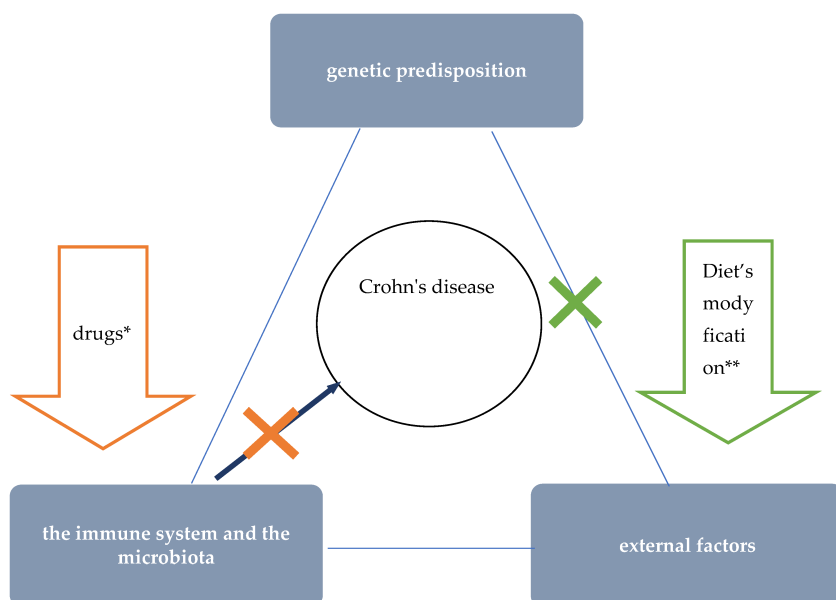 genetic predisposition
Crohn's disease
drugs*
Diet’s
mody
ficati
on**
the immune system and the
microbiota
external factors